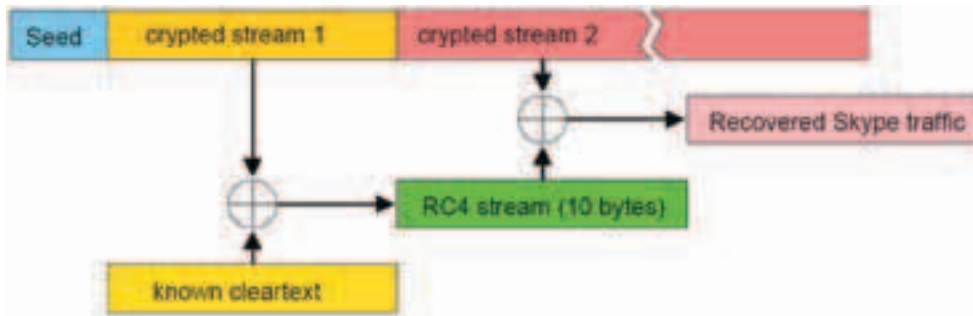 Seed
crypted stream 1
crypted stream 2
Recovered Skype traffic
RC4 stream (10 bytes)
known cleartext